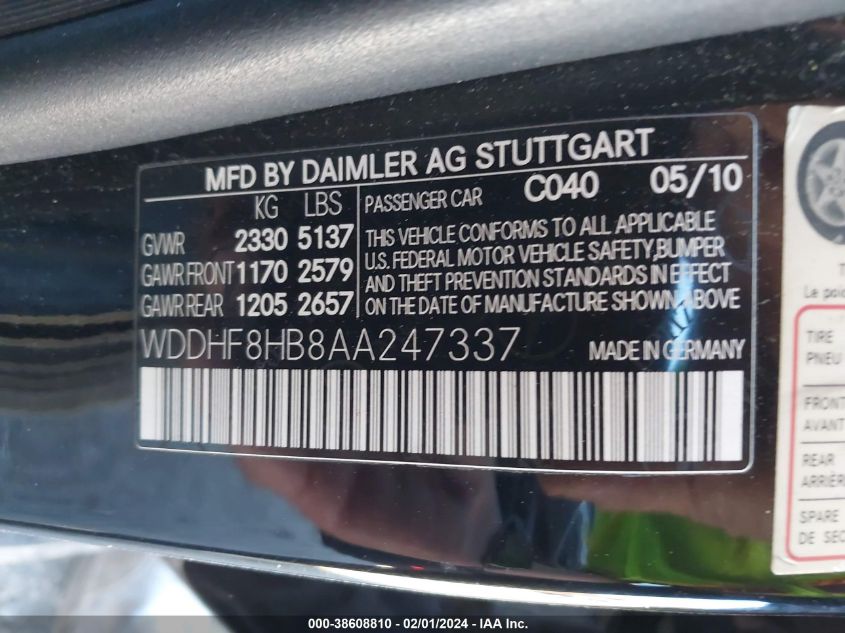 MFD BY DAIMLER AG STUTTGART
KG LBS
PASSENGER CAR C040 05/10
GVWR 2330 5137
GAWR FRONT 1170 2579
GAWR REAR 1205 2657
THIS VEHICLE CONFORMS TO ALL APPLICABLE
U.S. FEDERAL MOTOR VEHICLE SAFETY,BUMPER
AND THEFT PREVENTION STANDARDS IN EFFECT
ON THE DATE OF MANUFACTURE SHOWN ABOVE.
WDDHF8HB8AA247337
MADE IN GERMANY
Le
TIRE
PNEU
FRONT
AVANT
REAR
ARRIÈRE
SPARE
DE
000-38608810 - 02/01/2024 - IAA Inc.